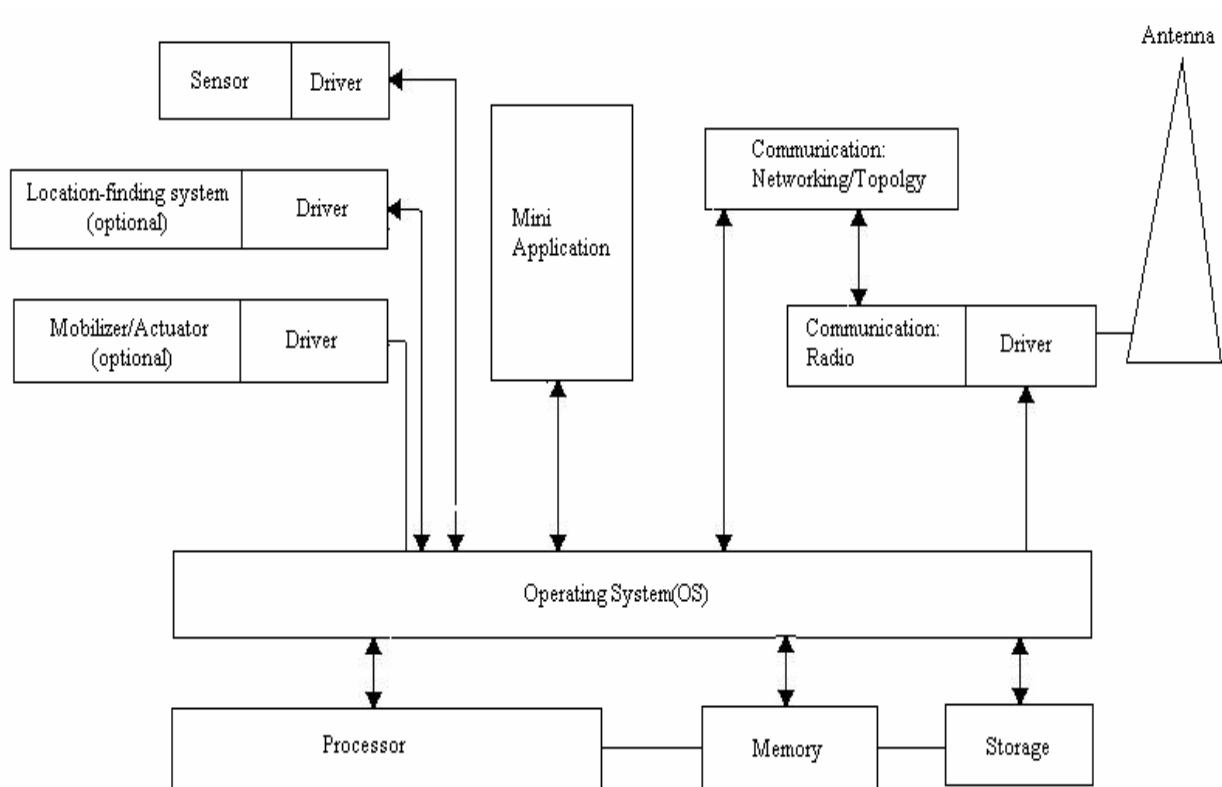 Antenna
Sensor
Driver
Communication:
Networking/Topolgy
Location-finding system
(optional)
Driver
Mini
Application
Mobilizer/Actuator
(optional)
Driver
Communication:
Radio
Driver
Operating System(OS)
Processor
Memory
Storage